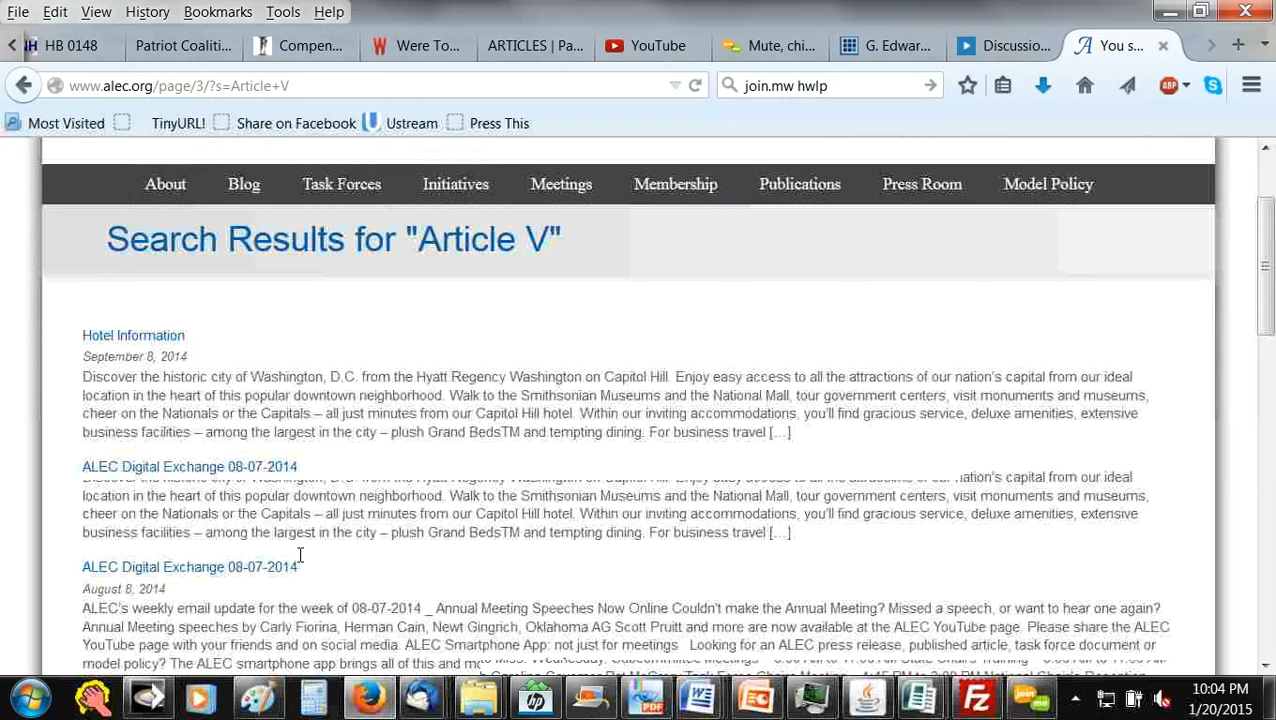 File Edit View History Bookmarks Tools Help
HB 0148 Patriot Coaliti... Compen... Were To... ARTICLES | Pa... YouTube Mute, chi... G. Edwar... Discussio... You s...
www.alec.org/page/3/?s=Article+V join.mw hwlp ABP
Most Visited TinyURL! Share on Facebook Ustream Press This
About Blog Task Forces Initiatives Meetings Membership Publications Press Room Model Policy
Search Results for "Article V"
Hotel Information
September 8, 2014
Discover the historic city of Washington, D.C. from the Hyatt Regency Washington on Capitol Hill. Enjoy easy access to all the attractions of our nation's capital from our ideal
location in the heart of this popular downtown neighborhood. Walk to the Smithsonian Museums and the National Mall, tour government centers, visit monuments and museums,
cheer on the Nationals or the Capitals – all just minutes from our Capitol Hill hotel. Within our inviting accommodations, you'll find gracious service, deluxe amenities, extensive
business facilities – among the largest in the city – plush Grand BedsTM and tempting dining. For business travel [...]
ALEC Digital Exchange 08-07-2014
nation's capital from our ideal
location in the heart of this popular downtown neighborhood. Walk to the Smithsonian Museums and the National Mall, tour government centers, visit monuments and museums,
cheer on the Nationals or the Capitals – all just minutes from our Capitol Hill hotel. Within our inviting accommodations, you'll find gracious service, deluxe amenities, extensive
business facilities – among the largest in the city – plush Grand BedsTM and tempting dining. For business travel [...]
ALEC Digital Exchange 08-07-2014
August 8, 2014
ALEC's weekly email update for the week of 08-07-2014 _ Annual Meeting Speeches Now Online Couldn't make the Annual Meeting? Missed a speech, or want to hear one again?
Annual Meeting speeches by Carly Fiorina, Herman Cain, Newt Gingrich, Oklahoma AG Scott Pruitt and more are now available at the ALEC YouTube page. Please share the ALEC
YouTube page with your friends and on social media. ALEC Smartphone App: not just for meetings Looking for an ALEC press release, published article, task force document or
model policy? The ALEC smartphone app brings all of this and
10:04 PM
1/20/2015